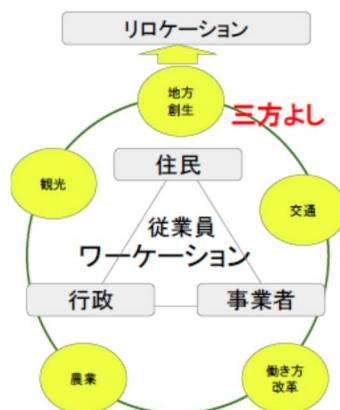 リロケーション
地方
創生
三方よし
住民
観光
交通
従業員
ワーケーション
行政
事業者
農業
働き方
改革